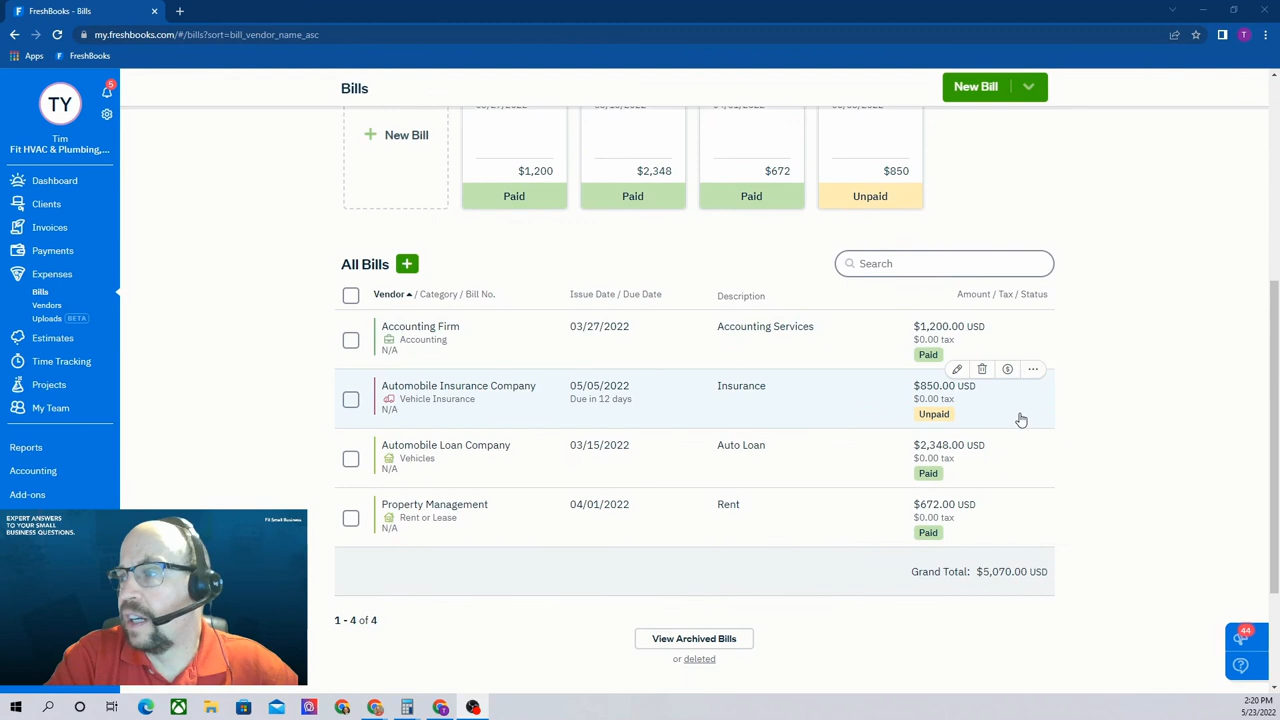 FreshBooks
my.freshbooks.com/#/bills?sort=bill_vendor_name_asc
T
Apps
FreshBooks
TY
5
Tim
Fit HVAC & Plumbing,...
Dashboard
Clients
Invoices
Payments
Expenses
Bills
Vendors
Uploads BETA
Estimates
Time Tracking
Projects
My Team
Reports
Accounting
Add-ons
Bills
New Bill
New Bill
$1,200
$2,348
$672
$850
Paid
Paid
Paid
Unpaid
All Bills
Search
Vendor / Category / Bill No.
Issue Date / Due Date
Description
Amount / Tax / Status
Accounting Firm
03/27/2022
Accounting Services
$1,200.00 USD
Accounting
$0.00 tax
N/A
Paid
Automobile Insurance Company
05/05/2022
Insurance
$850.00 USD
Vehicle Insurance
Due in 12 days
$0.00 tax
N/A
Unpaid
Automobile Loan Company
03/15/2022
Auto Loan
$2,348.00 USD
Vehicles
$0.00 tax
N/A
Paid
Property Management
04/01/2022
Rent
$672.00 USD
Rent or Lease
$0.00 tax
N/A
Paid
Grand Total: $5,070.00 USD
1 - 4 of 4
View Archived Bills
or deleted
44
EXPERT ANSWERS
TO YOUR SMALL
BUSINESS QUESTIONS.
Fit Small Business
2:20 PM
5/23/2022